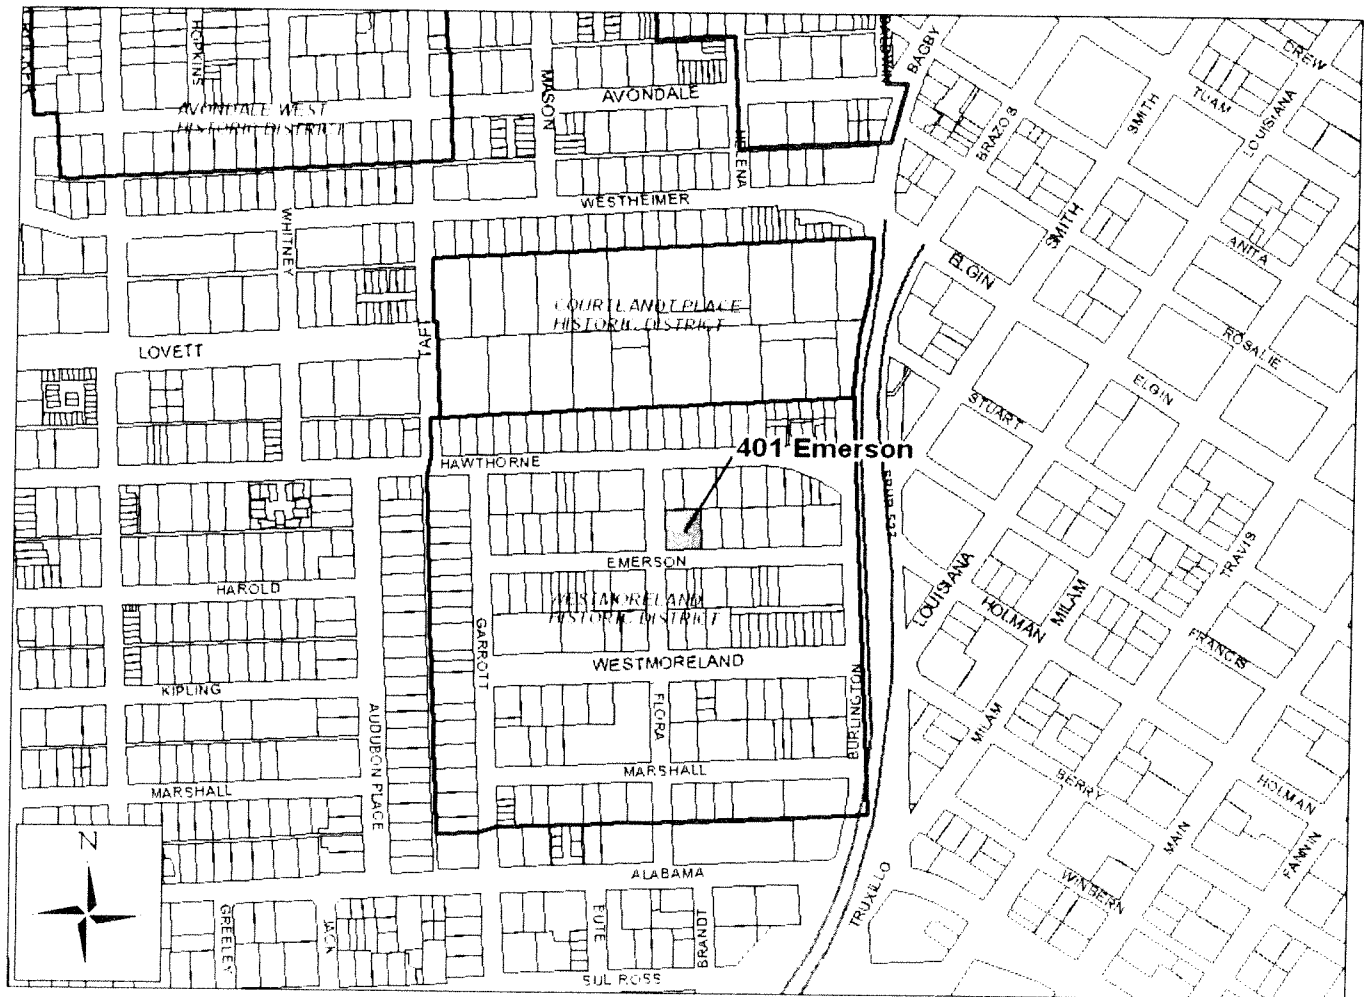 HOPKINS
BALDWIN
BAGBY
DREW
MASON
AVONDALE
TUAM
LOUISIANA
AVONDALE WEST
HISTORIC DISTRICT
SMITH
BRAZOS
HELENA
WESTHEIMER
WHITNEY
SMITH
ANITA
ELGIN
COURTLANDT PLACE
HISTORIC DISTRICT
TAFT
LOVETT
ROSALIE
ELGIN
STUART
401 Emerson
HAWTHORNE
SPUR 527
EMERSON
TRAVIS
HAROLD
WESTMORELAND
HISTORIC DISTRICT
LOUISIANA
HOLMAN
MILAM
GARROTT
WESTMORELAND
FRANCIS
KIPLING
FLORA
BURLINGTON
AUDUBON PLACE
MILAM
MARSHALL
MARSHALL
BERRY
HOLMAN
MAIN
FANNIN
N
ALABAMA
WINBERN
TRUXILLO
GREELEY
JACK
BUTE
BRANDT
SUL ROSS